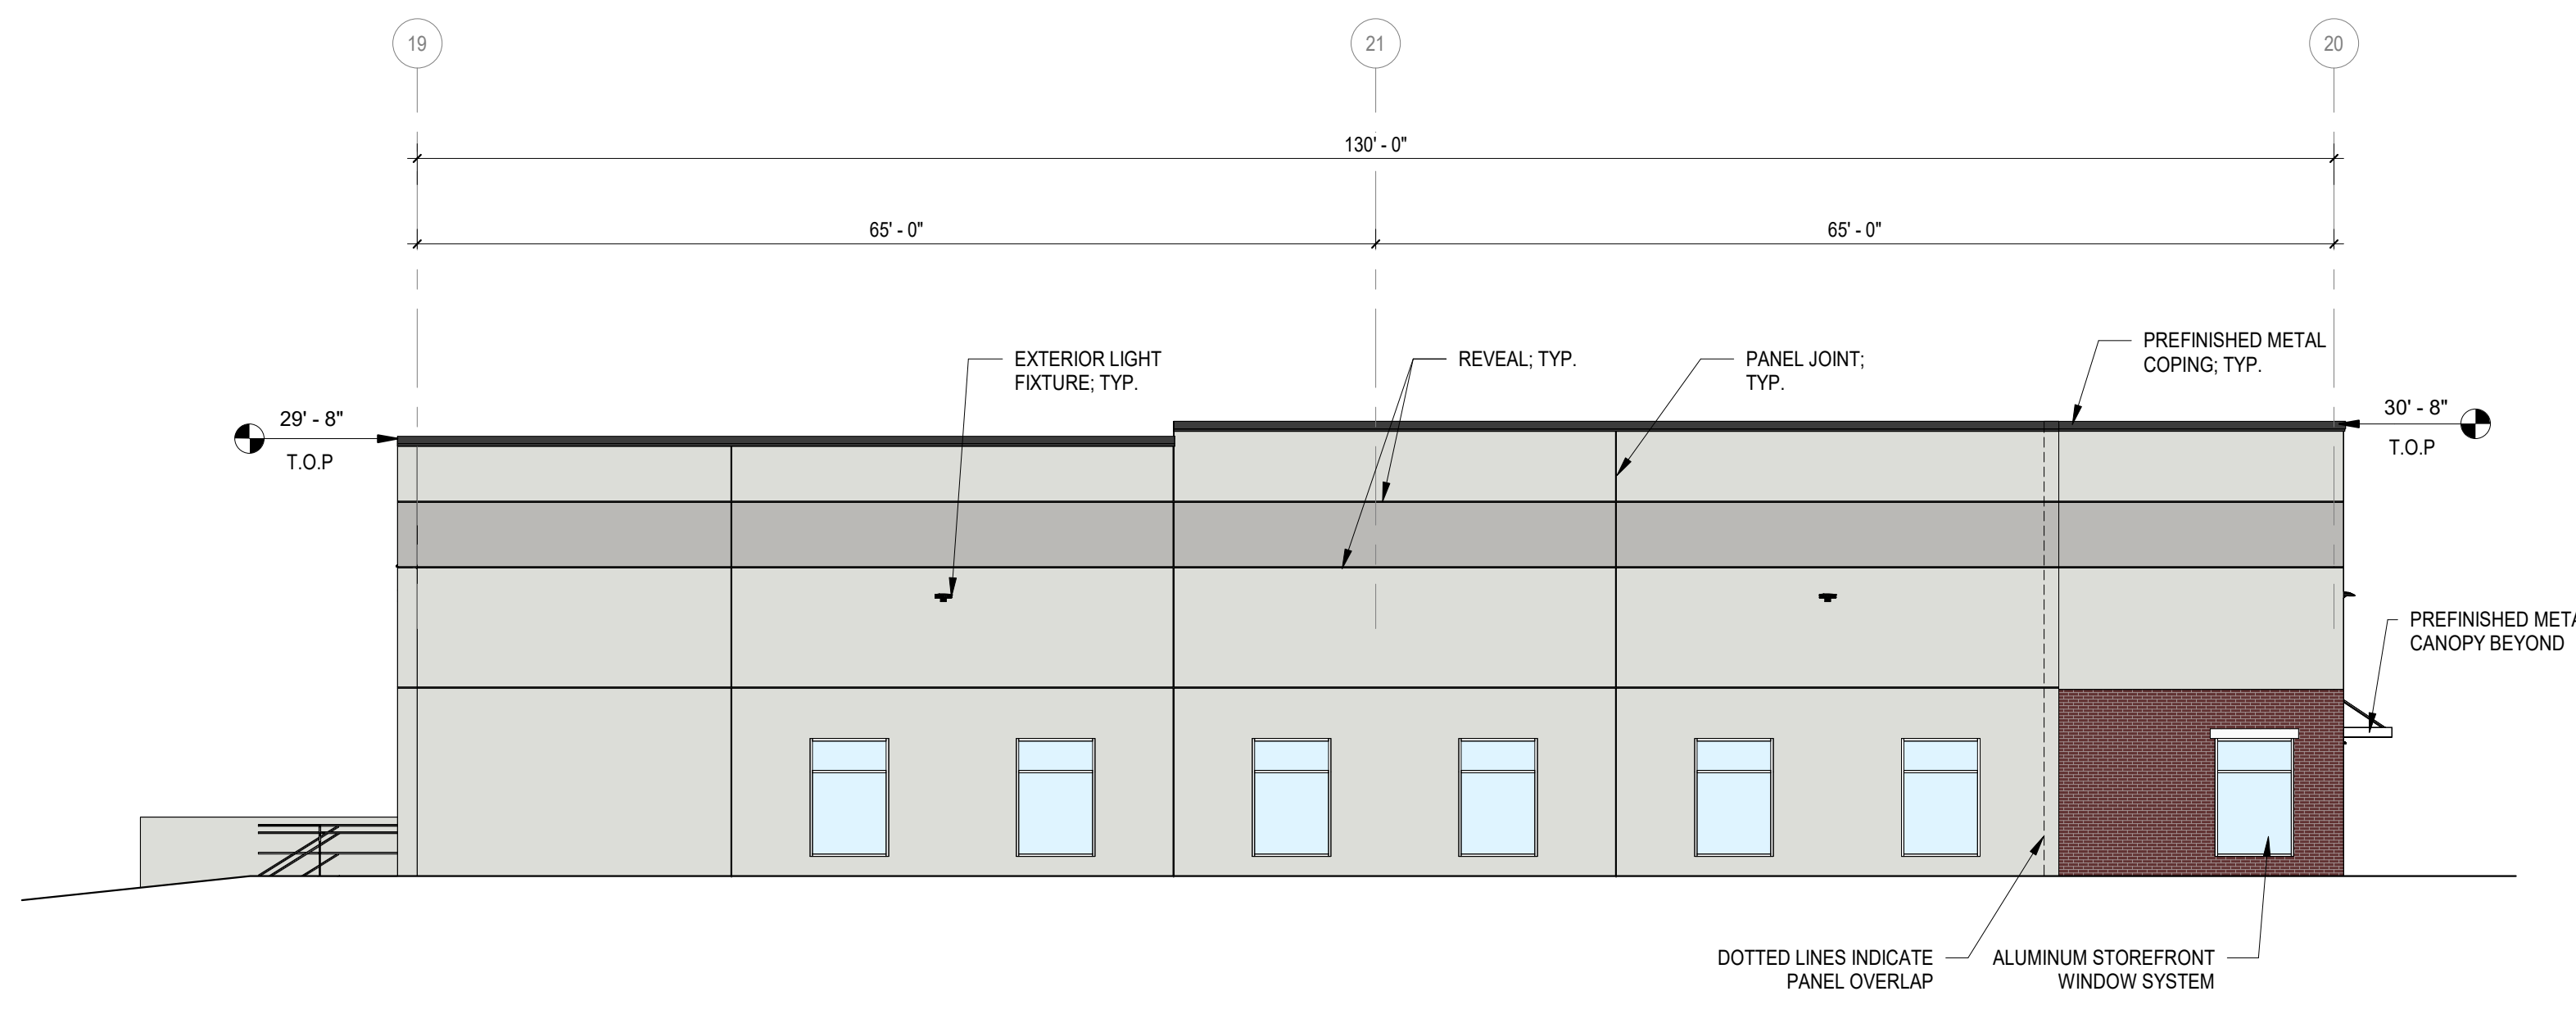 19
21
20
130' - 0"
65' - 0"
65' - 0"
EXTERIOR LIGHT
FIXTURE; TYP.
REVEAL; TYP.
PANEL JOINT;
TYP.
PREFINISHED METAL
COPING; TYP.
29' - 8"
T.O.P
30' - 8"
T.O.P
PREFINISHED META
CANOPY BEYOND
DOTTED LINES INDICATE
PANEL OVERLAP
ALUMINUM STOREFRONT
WINDOW SYSTEM